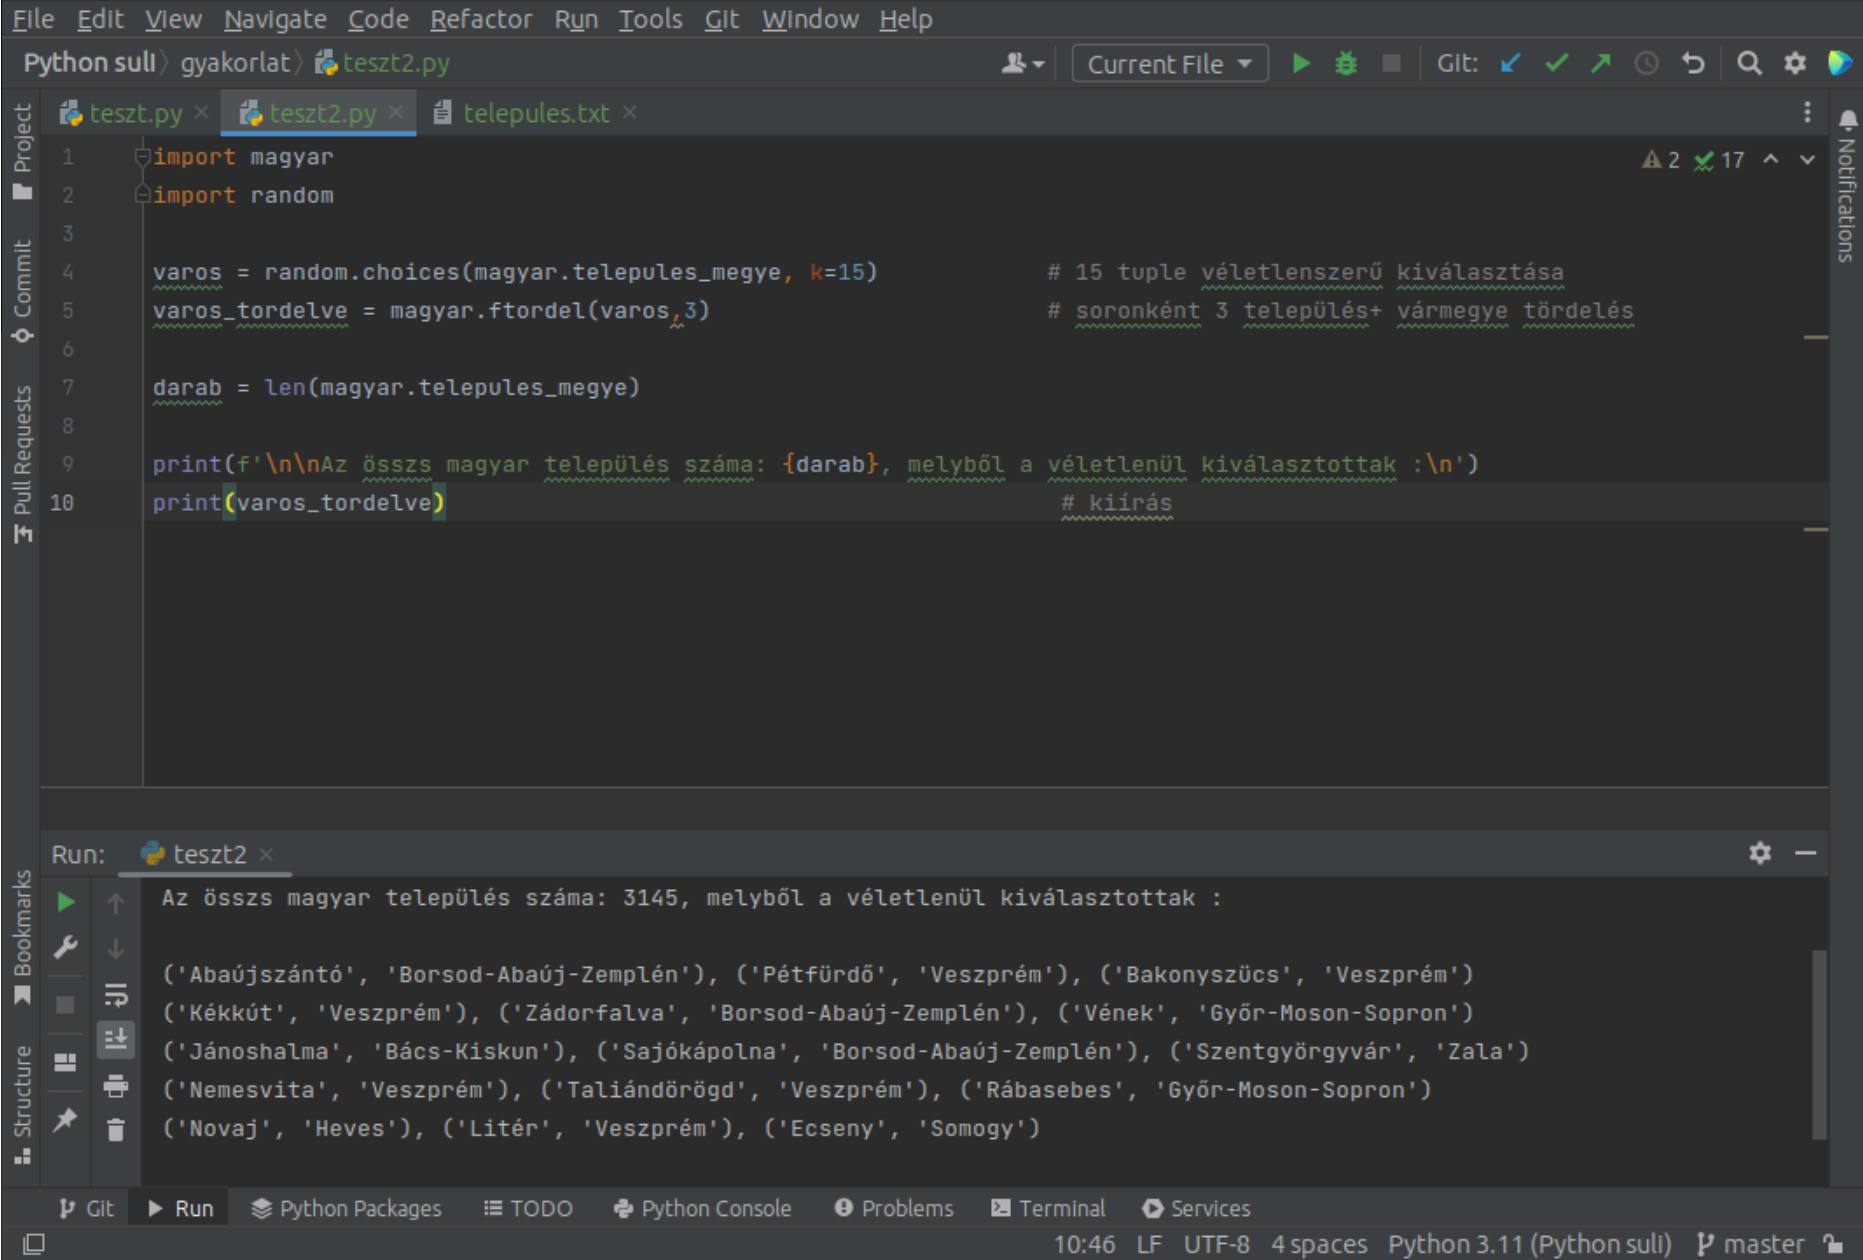 File Edit View Navigate Code Refactor Run Tools Git Window Help
Python suli gyakorlat teszt2.py Current File Git:
teszt.py teszt2.py telepules.txt
Project
Commit
Pull Requests
Bookmarks
Structure
Notifications
2 17
1 import magyar
2 import random
3
4 varos = random.choices(magyar.telepules_megye, k=15) # 15 tuple véletlenszerű kiválasztása
5 varos_tordelve = magyar.ftordel(varos,3) # soronként 3 település+ vármegye tördelés
6
7 darab = len(magyar.telepules_megye)
8
9 print(f'\n\nAz összs magyar település száma: {darab}, melyből a véletlenül kiválasztottak :\n')
10 print(varos_tordelve) # kiírás
Run: teszt2
Az összs magyar település száma: 3145, melyből a véletlenül kiválasztottak :
('Abaújszántó', 'Borsod-Abaúj-Zemplén'), ('Pétfürdő', 'Veszprém'), ('Bakonyszücs', 'Veszprém')
('Kékkút', 'Veszprém'), ('Zádorfalva', 'Borsod-Abaúj-Zemplén'), ('Vének', 'Győr-Moson-Sopron')
('Jánoshalma', 'Bács-Kiskun'), ('Sajókápolna', 'Borsod-Abaúj-Zemplén'), ('Szentgyörgyvár', 'Zala')
('Nemesvita', 'Veszprém'), ('Taliándörögd', 'Veszprém'), ('Rábasebes', 'Győr-Moson-Sopron')
('Novaj', 'Heves'), ('Litér', 'Veszprém'), ('Ecseny', 'Somogy')
Git Run Python Packages TODO Python Console Problems Terminal Services
10:46 LF UTF-8 4 spaces Python 3.11 (Python suli) master